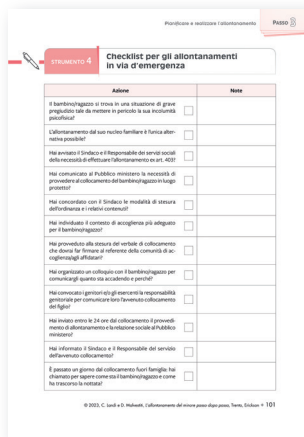 Pianificare e realizzare l'allontanamento
Passo 3
STRUMENTO 4
Checklist per gli allontanamenti
in via d'emergenza
Azione
Note
Il bambino/ragazzo si trova in una situazione di grave
pregiudizio tale da mettere in pericolo la sua incolumità
psicofisica?
L'allontanamento dal suo nucleo familiare è l'unica alter-
nativa possibile?
Hai avvisato il Sindaco e il Responsabile dei servizi sociali
della necessità di effettuare l'allontanamento ex art. 403?
Hai comunicato al Pubblico ministero la necessità di
provvedere al collocamento del bambino/ragazzo in luogo
protetto?
Hai concordato con il Sindaco le modalità di stesura
dell'ordinanza e i relativi contenuti?
Hai individuato il contesto di accoglienza più adeguato
per il bambino/ragazzo?
Hai provveduto alla stesura del verbale di collocamento
che dovrai far firmare al referente della comunità di ac-
coglienza/agli affidatari?
Hai organizzato un colloquio con il bambino/ragazzo per
comunicargli quanto sta accadendo e perché?
Hai convocato i genitori e/o gli esercenti la responsabilità
genitoriale per comunicare loro l'avvenuto collocamento
del figlio?
Hai inviato entro le 24 ore dal collocamento il provvedi-
mento di allontanamento e la relazione sociale al Pubblico
ministero?
Hai informato il Sindaco e il Responsabile del servizio
dell'avvenuto collocamento?
È passato un giorno dal collocamento fuori famiglia: hai
chiamato per sapere come sta il bambino/ragazzo e come
ha trascorso la nottata?
© 2023, C. Landi e D. Malvestiti, L'allontanamento del minore passo dopo passo, Trento, Erickson • 101